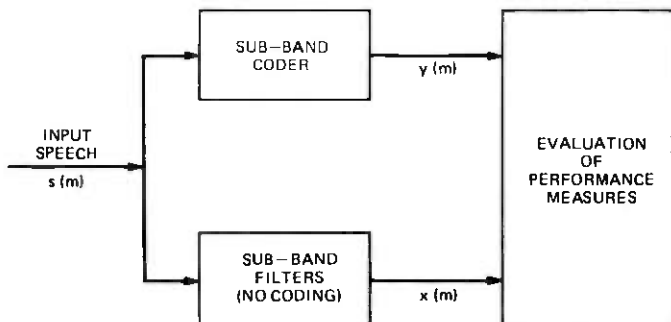 SUB-BAND
CODER
y (m)
INPUT
SPEECH
s (m)
EVALUATION
OF
PERFORMANCE
MEASURES
SUB-BAND
FILTERS
(NO CODING)
x (m)